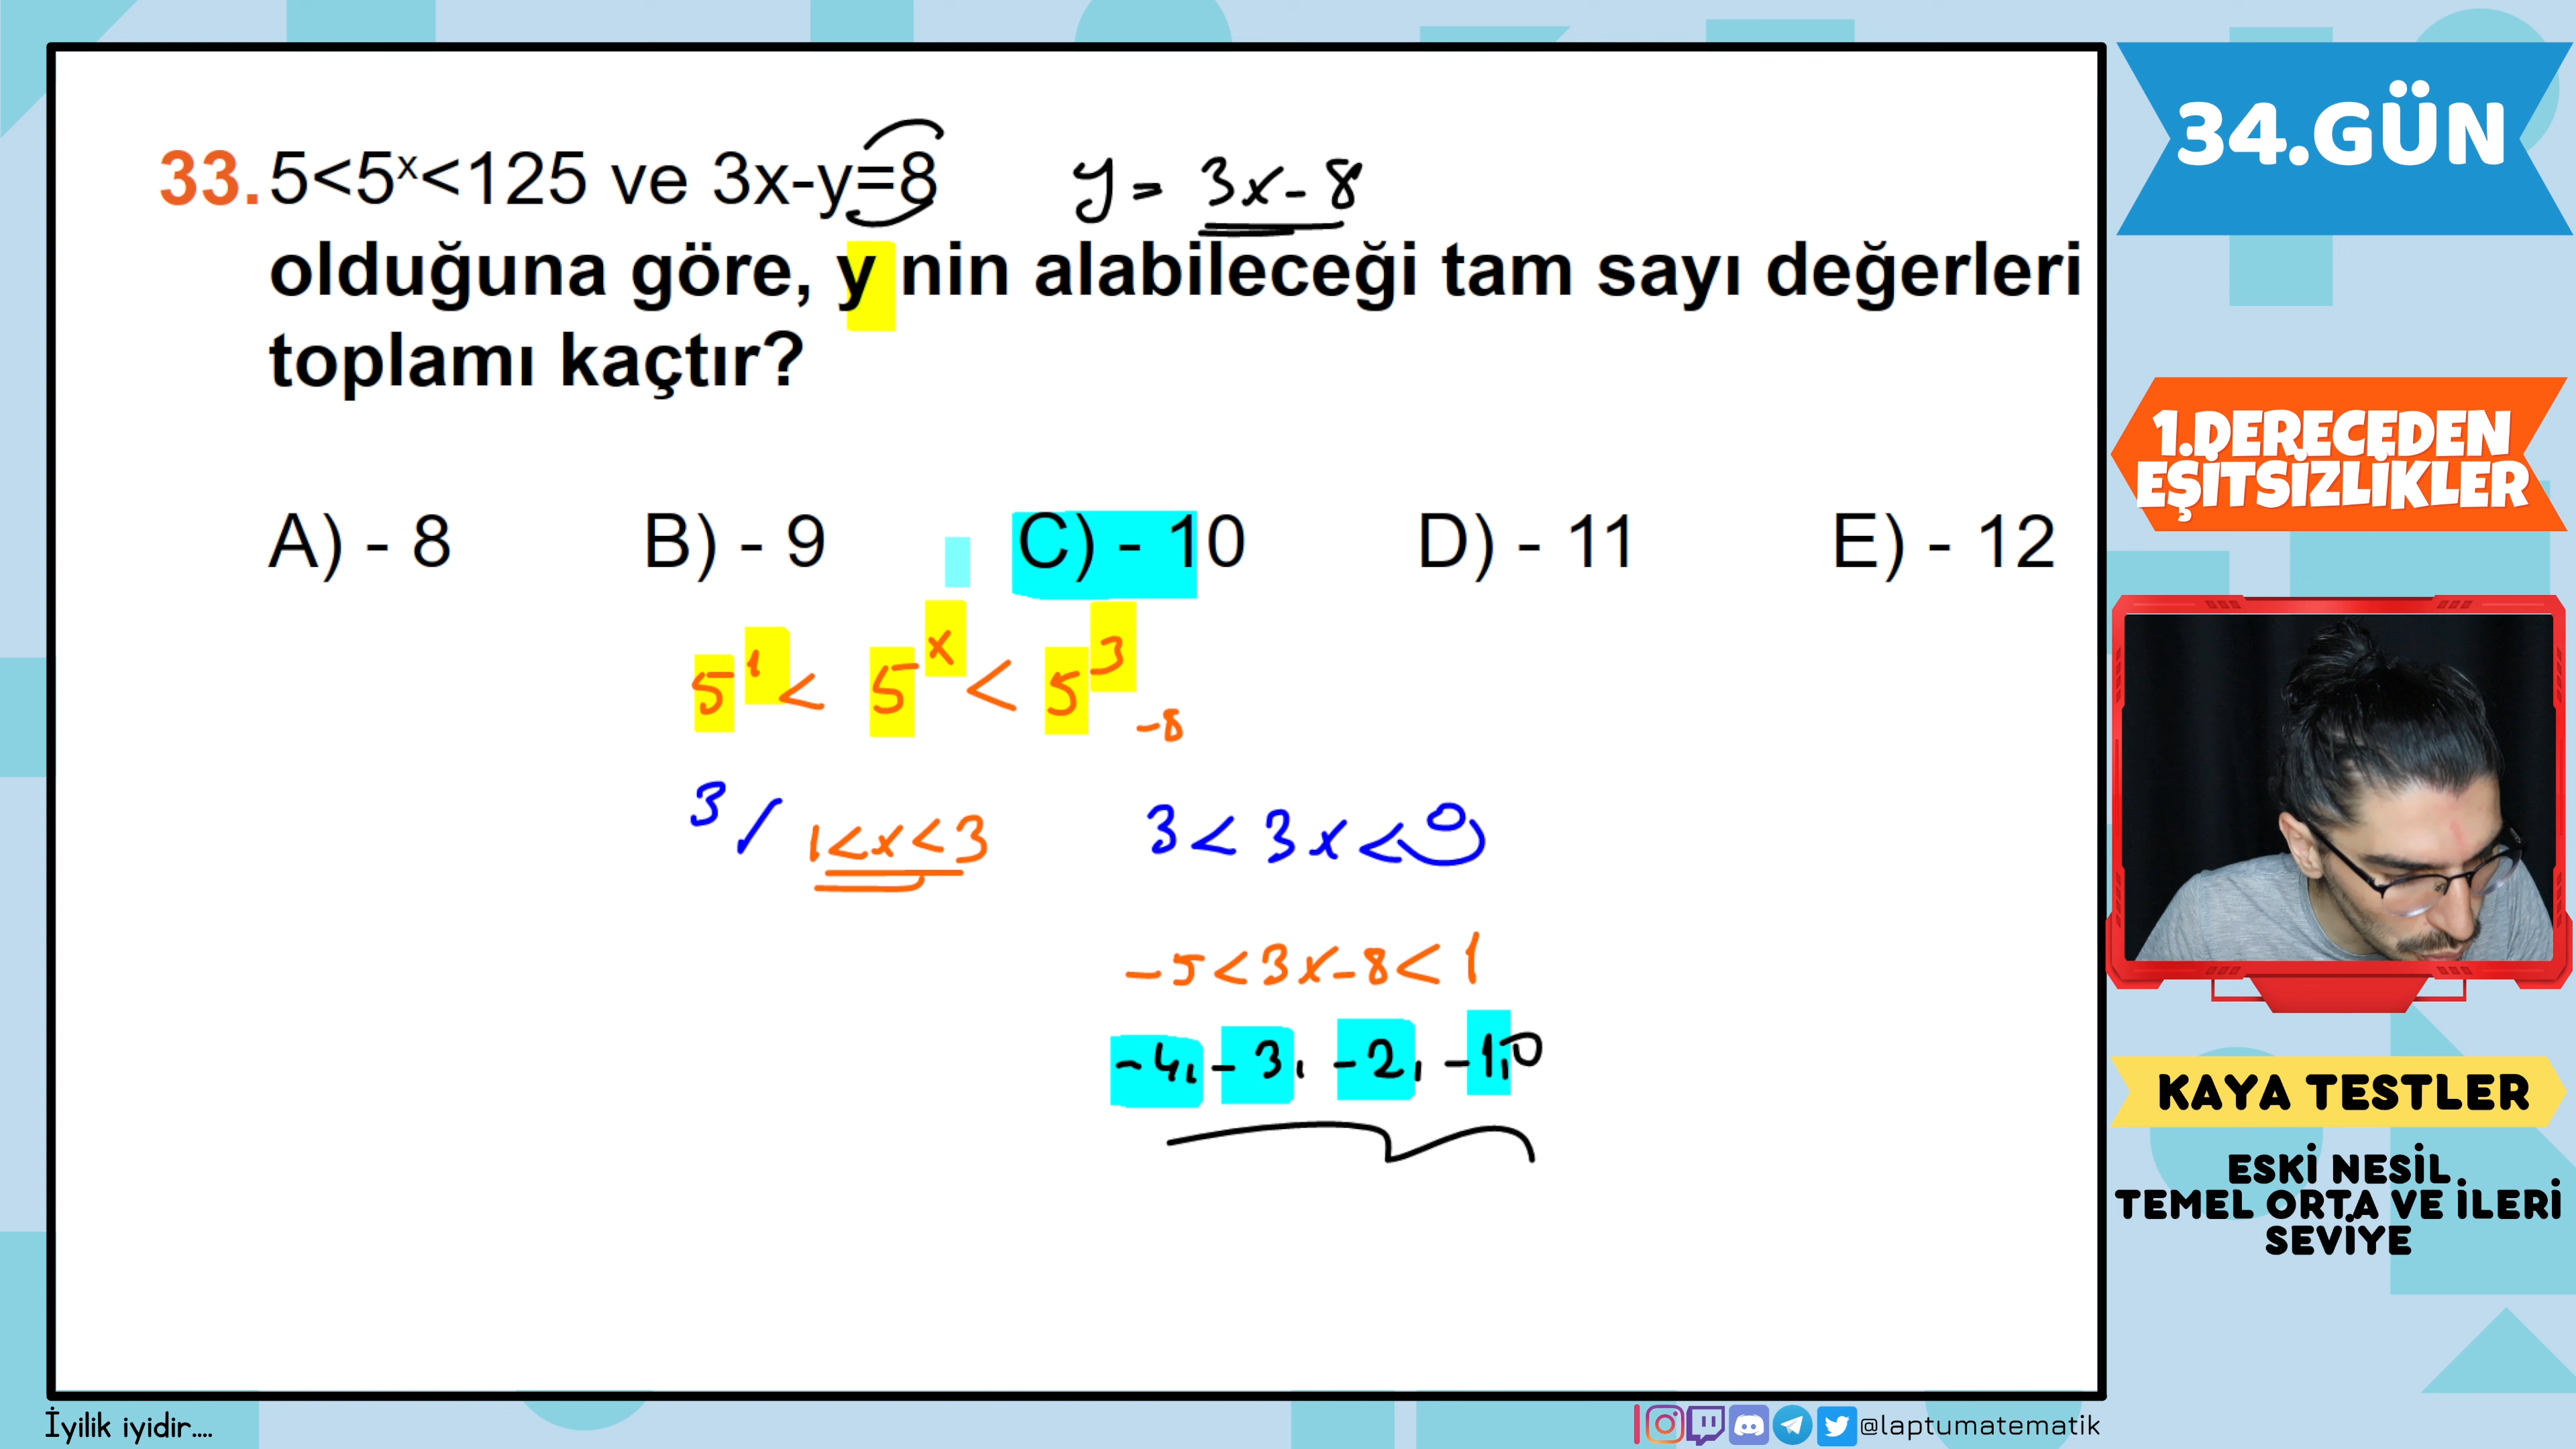 34.GÜN
33. 5<5ˣ<125 ve 3x-y=8 y = 3x-8
olduğuna göre, y nin alabileceği tam sayı değerleri
toplamı kaçtır?
A) - 8 B) - 9 C) - 10 D) - 11 E) - 12
5¹ < 5ˣ < 5³
-8
3/ 1<x<3 3<3x<9
-5<3x-8<1
-4, -3, -2, -1, 0
1.DERECEDEN
EŞİTSİZLİKLER
KAYA TESTLER
ESKİ NESİL
TEMEL ORTA VE İLERİ
SEVİYE
İyilik iyidir....
@laptumatematik